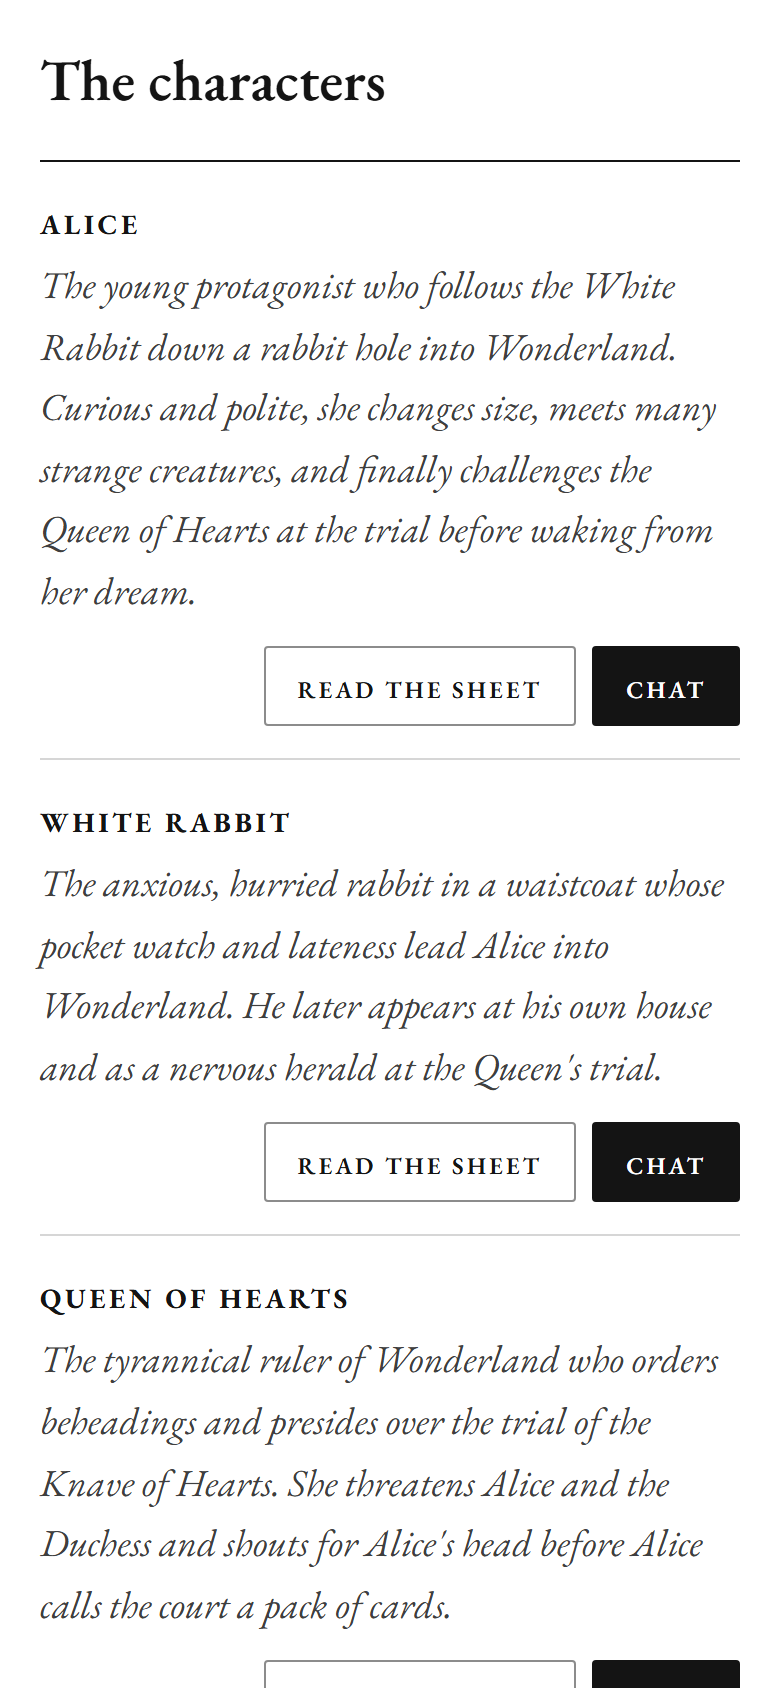 The characters
ALICE
The young protagonist who follows the White
Rabbit down a rabbit hole into Wonderland.
Curious and polite, she changes size, meets many
strange creatures, and finally challenges the
Queen of Hearts at the trial before waking from
her dream.
READ THE SHEET CHAT
WHITE RABBIT
The anxious, hurried rabbit in a waistcoat whose
pocket watch and lateness lead Alice into
Wonderland. He later appears at his own house
and as a nervous herald at the Queen's trial.
READ THE SHEET CHAT
QUEEN OF HEARTS
The tyrannical ruler of Wonderland who orders
beheadings and presides over the trial of the
Knave of Hearts. She threatens Alice and the
Duchess and shouts for Alice's head before Alice
calls the court a pack of cards.